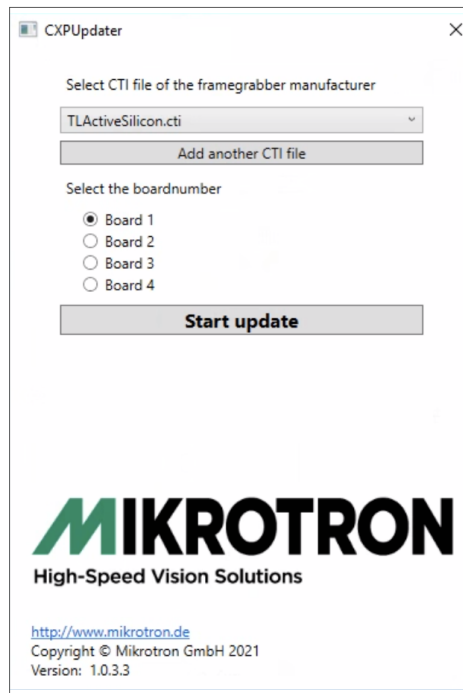 CXPUpdater
Select CTI file of the framegrabber manufacturer
TLActiveSilicon.cti
Add another CTI file
Select the boardnumber
Board 1
Board 2
Board 3
Board 4
Start update
MIKROTRON
High-Speed Vision Solutions
http://www.mikrotron.de
Copyright © Mikrotron GmbH 2021
Version: 1.0.3.3